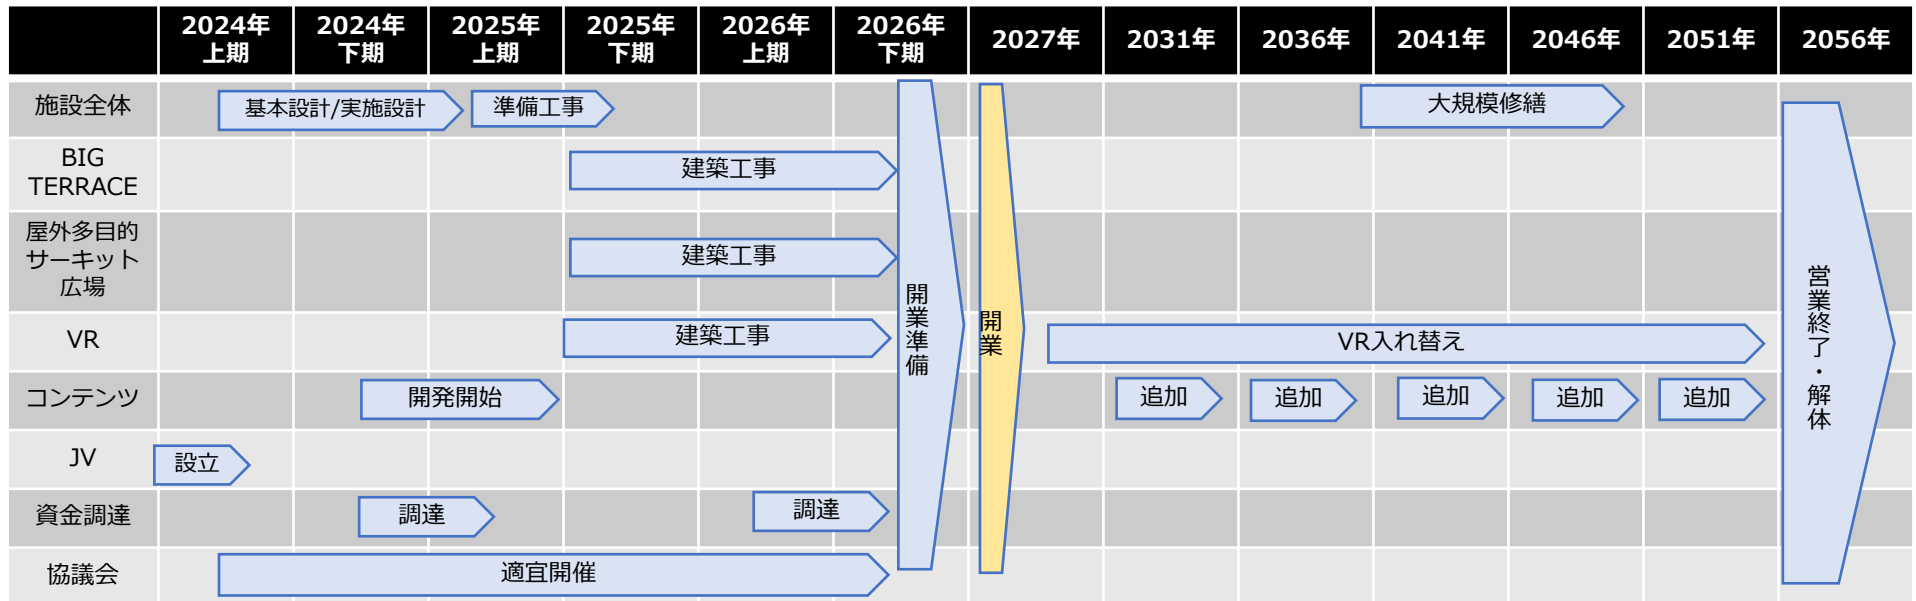 2024年
上期
2024年
下期
2025年
上期
2025年
下期
2026年
上期
2026年
下期
2027年
2031年
2036年
2041年
2046年
2051年
2056年
施設全体
基本設計/実施設計
準備工事
大規模修繕
BIG
TERRACE
建築工事
屋外多目的
サーキット
広場
建築工事
VR
建築工事
VR入れ替え
コンテンツ
開発開始
追加
追加
追加
追加
追加
JV
設立
資金調達
調達
調達
協議会
適宜開催
開業準備
開業
営業終了・解体